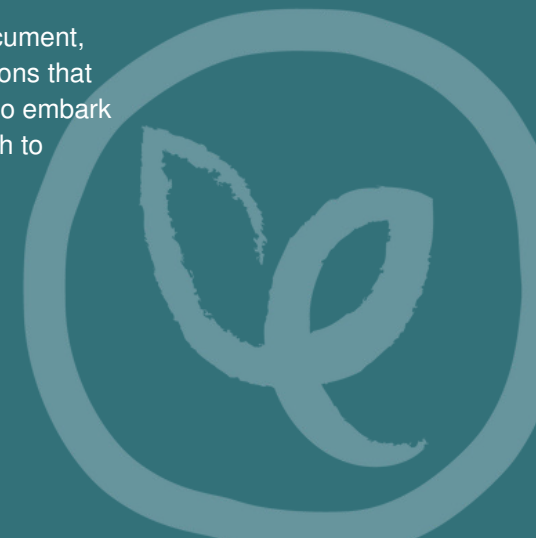 cument,
ons that
o embark
h to